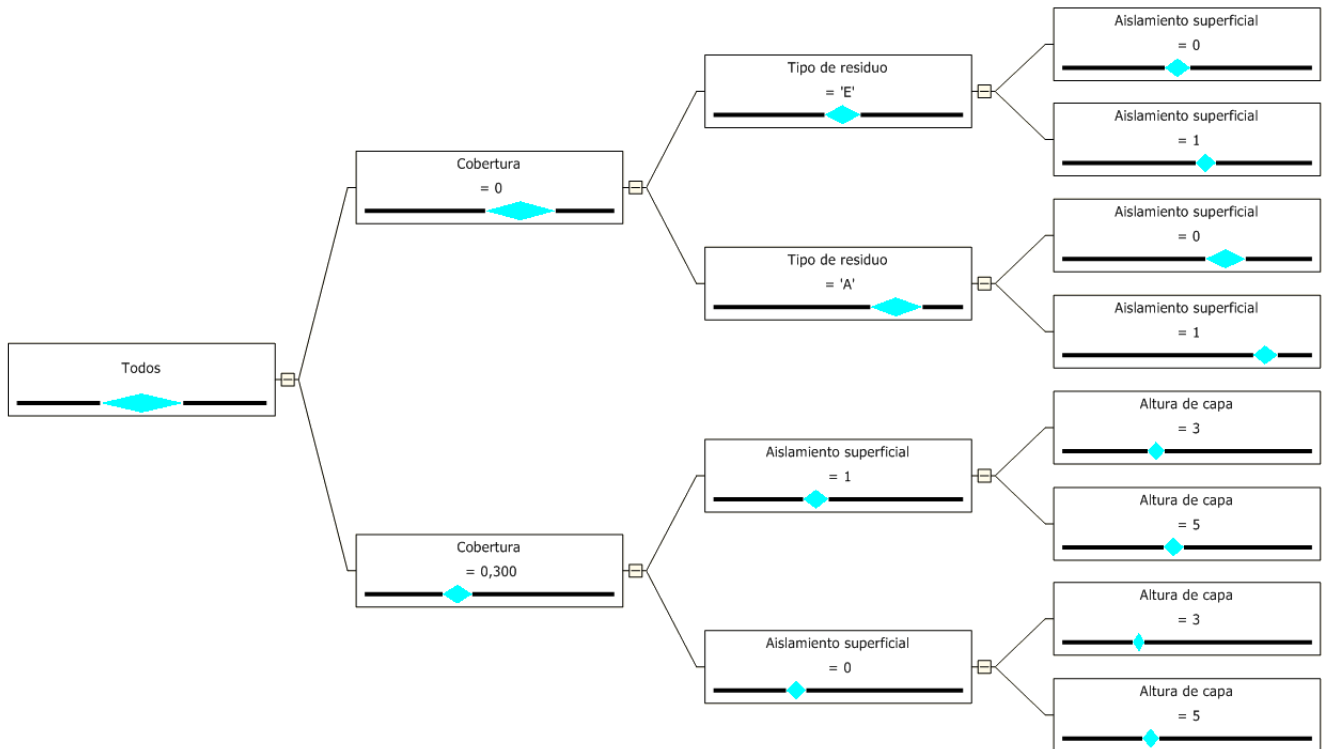 Todos
Cobertura
= 0
Tipo de residuo
= 'E'
Aislamiento superficial
= 0
Aislamiento superficial
= 1
Tipo de residuo
= 'A'
Aislamiento superficial
= 0
Aislamiento superficial
= 1
Cobertura
= 0,300
Aislamiento superficial
= 1
Altura de capa
= 3
Altura de capa
= 5
Aislamiento superficial
= 0
Altura de capa
= 3
Altura de capa
= 5